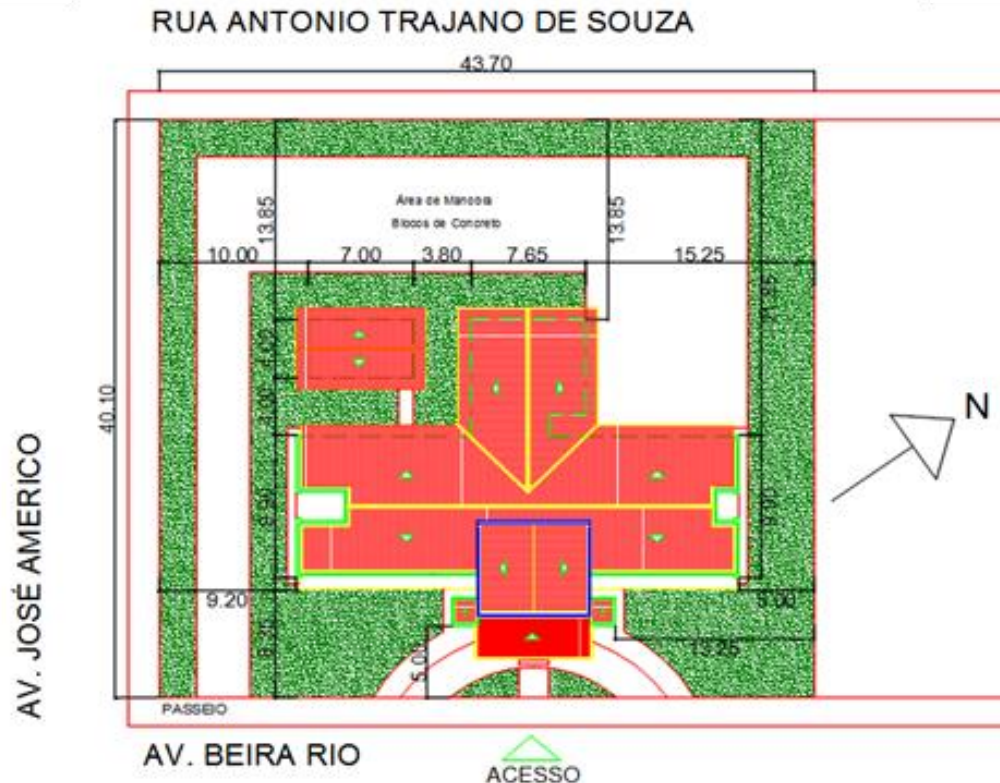 RUA ANTONIO TRAJANO DE SOUZA
43.70
Área de Manobra
Blocos de Concreto
13.85
13.85
10.00
7.00
3.80
7.65
15.25
40.10
AV. JOSÉ AMERICO
N
9.20
9.00
5.00
13.25
PASSEIO
AV. BEIRA RIO
ACESSO